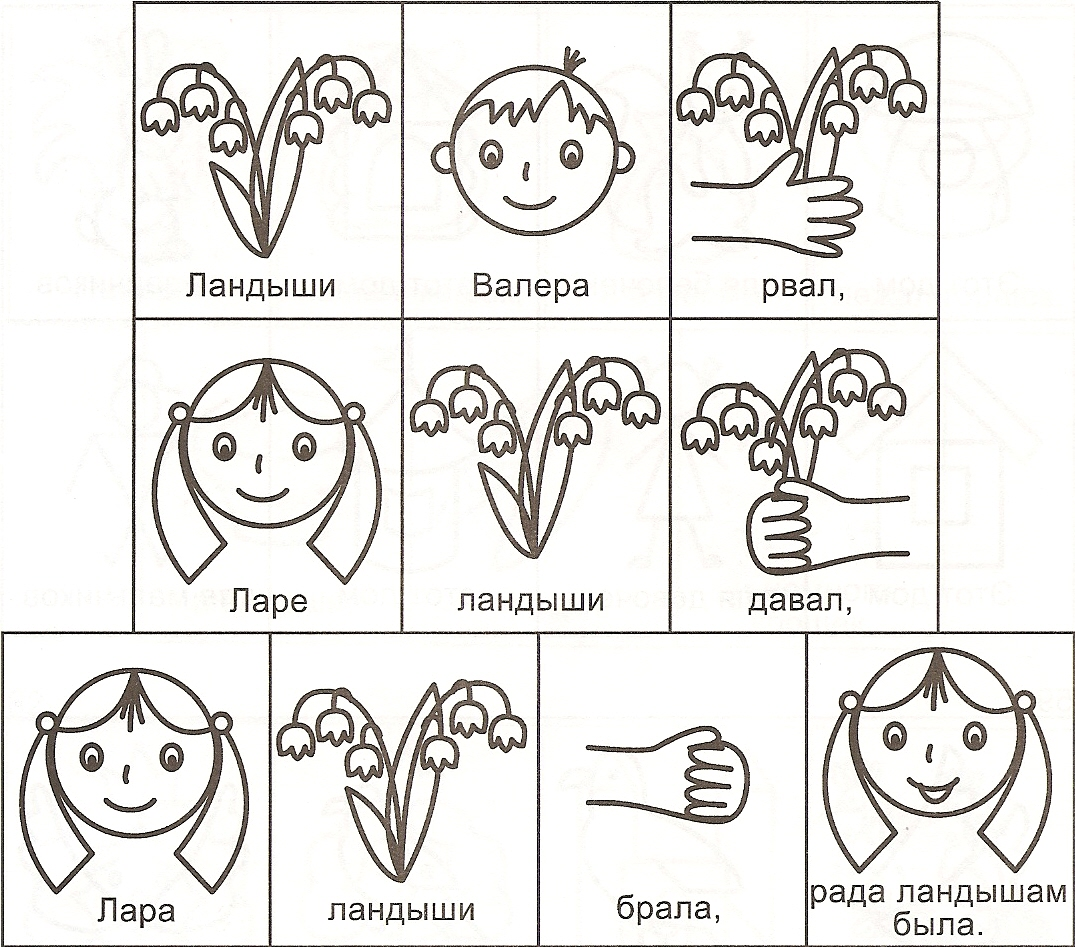 Ландыши Валера рвал,
Ларе ландыши давал,
Лара ландыши брала, рада ландышам
была.